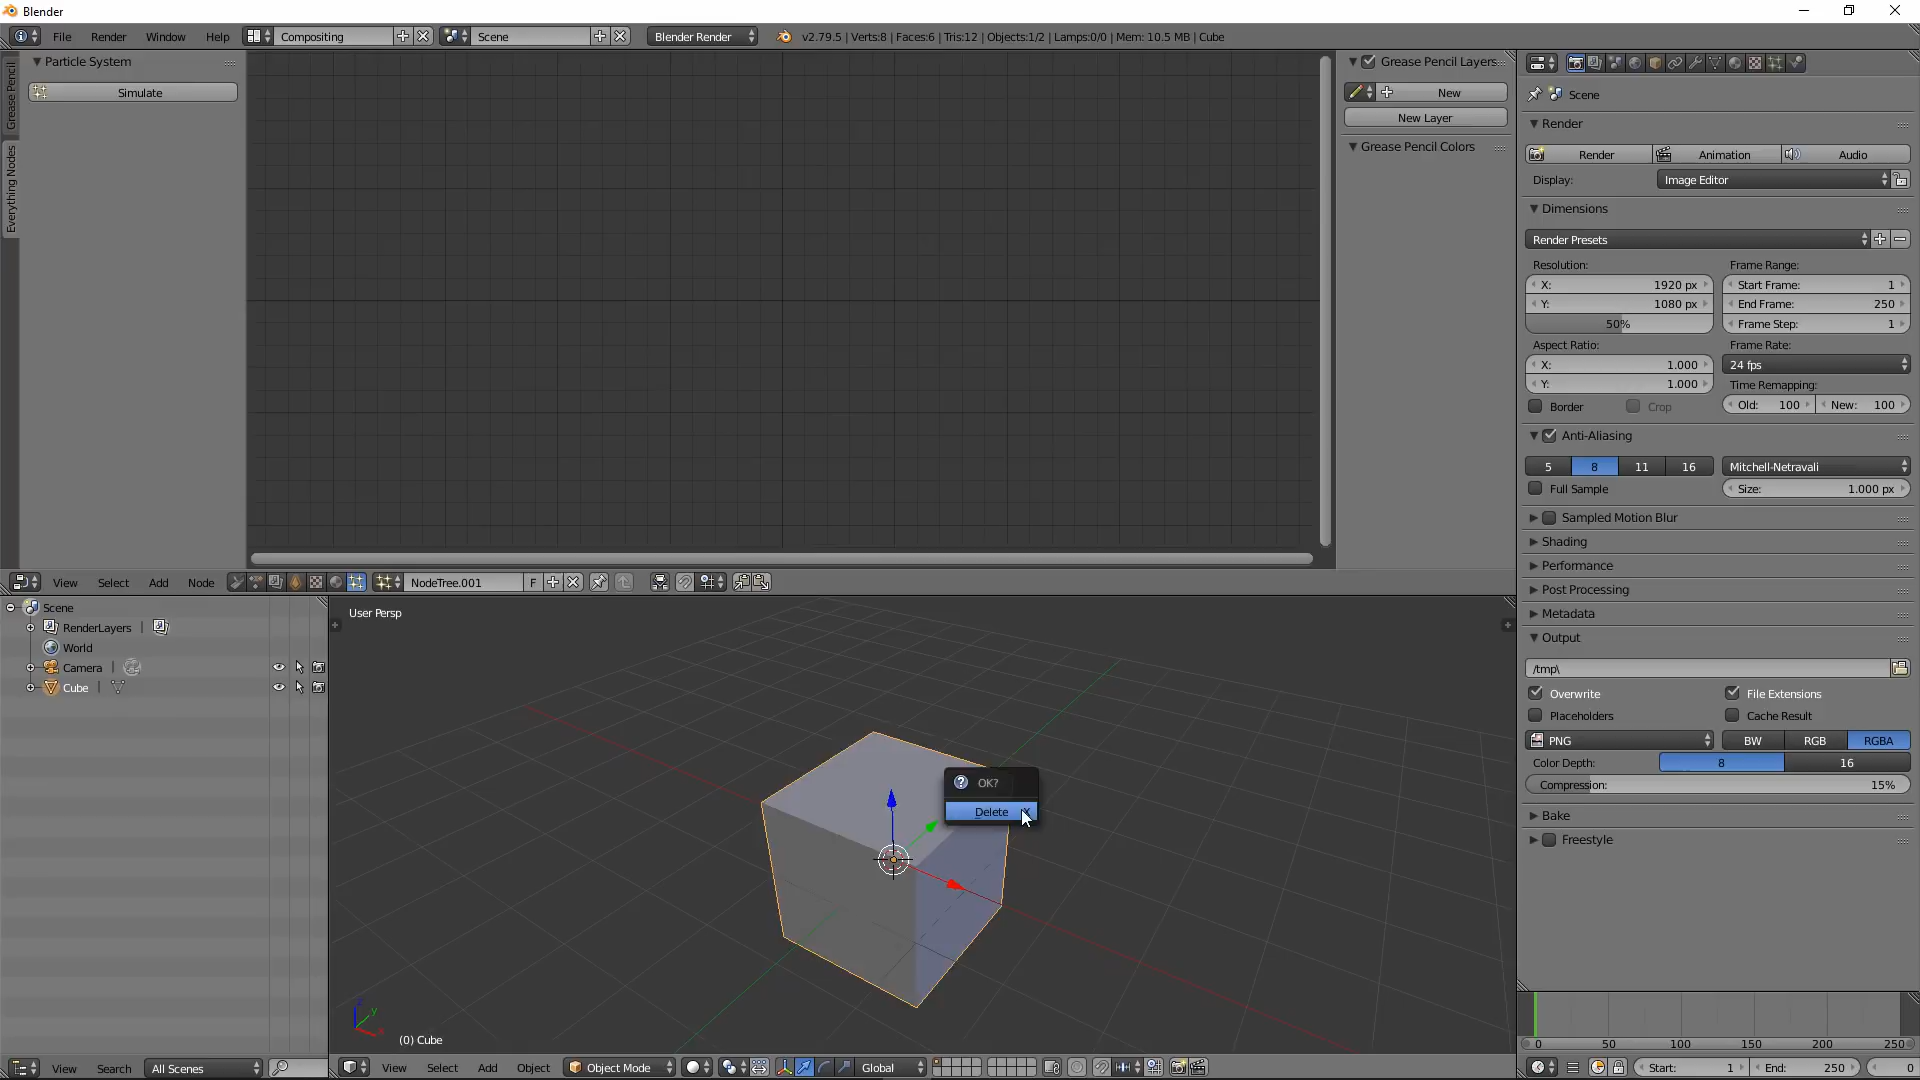 Blender
File Render Window Help Compositing Scene Blender Render v2.79.5 | Verts:8 | Faces:6 | Tris:12 | Objects:1/2 | Lamps:0/0 | Mem: 10.5 MB | Cube
Grease Pencil
Everything Nodes
Particle System
Simulate
Grease Pencil Layers
New
New Layer
Grease Pencil Colors
View Select Add Node NodeTree.001 F
Scene
RenderLayers |
World
Camera |
Cube |
View Search All Scenes
User Persp
OK?
Delete X
z
y
x
(0) Cube
View Select Add Object Object Mode Global
Scene
Render
Render Animation Audio
Display: Image Editor
Dimensions
Render Presets
Resolution: Frame Range:
X: 1920 px Start Frame: 1
Y: 1080 px End Frame: 250
50% Frame Step: 1
Aspect Ratio: Frame Rate:
X: 1.000 24 fps
Y: 1.000 Time Remapping:
Border Crop Old: 100 New: 100
Anti-Aliasing
5 8 11 16 Mitchell-Netravali
Full Sample Size: 1.000 px
Sampled Motion Blur
Shading
Performance
Post Processing
Metadata
Output
/tmp\
Overwrite File Extensions
Placeholders Cache Result
PNG BW RGB RGBA
Color Depth: 8 16
Compression: 15%
Bake
Freestyle
0 50 100 150 200 250
Start: 1 End: 250 0